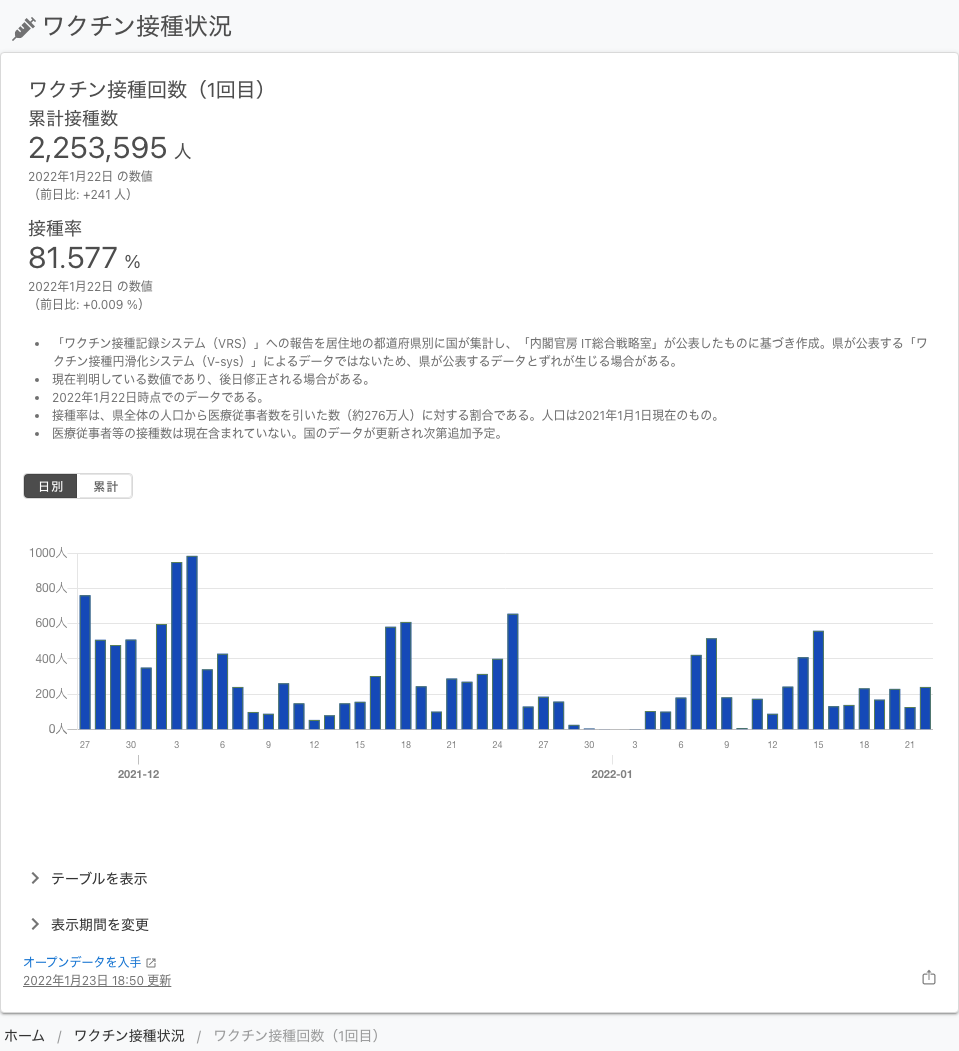 ワクチン接種状況
ワクチン接種回数（1回目）
累計接種数
2,253,595 人
2022年1月22日 の数値
（前日比: +241 人）
接種率
81.577 %
2022年1月22日 の数値
（前日比: +0.009 %）
• 「ワクチン接種記録システム（VRS）」への報告を居住地の都道府県別に国が集計し、「内閣官房 IT総合戦略室」が公表したものに基づき作成。県が公表する「ワ
クチン接種円滑化システム（V-sys）」によるデータではないため、県が公表するデータとずれが生じる場合がある。
• 現在判明している数値であり、後日修正される場合がある。
• 2022年1月22日時点でのデータである。
• 接種率は、県全体の人口から医療従事者数を引いた数（約276万人）に対する割合である。人口は2021年1月1日現在のもの。
• 医療従事者等の接種数は現在含まれていない。国のデータが更新され次第追加予定。
日別 累計
1000人
800人
600人
400人
200人
0人
27 30 3 6 9 12 15 18 21 24 27 30 3 6 9 12 15 18 21
2021-12 2022-01
テーブルを表示
表示期間を変更
オープンデータを入手
2022年1月23日 18:50 更新
ホーム / ワクチン接種状況 / ワクチン接種回数（1回目）